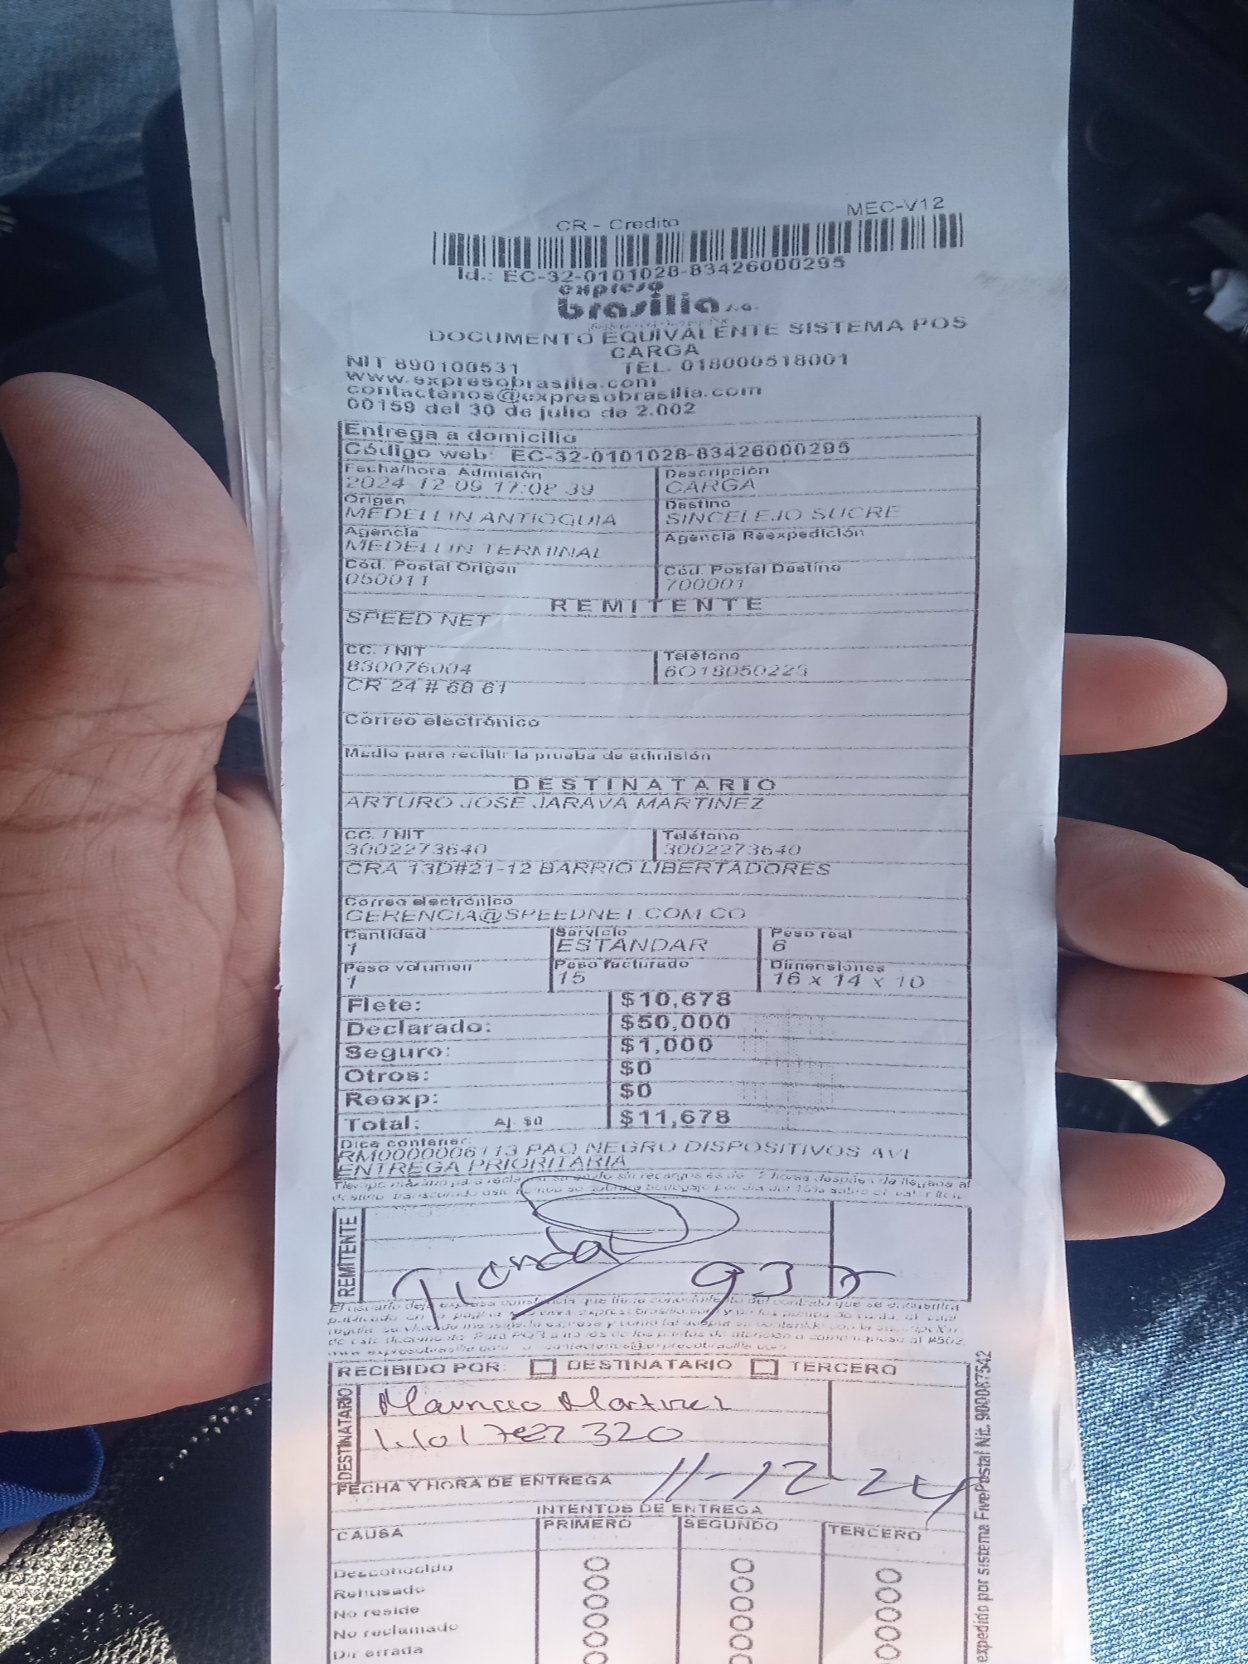 CR - Credito
MEC-V12
Id.: EC-32-0101028-83426000295
expreso
brasilia S.A.
DOCUMENTO EQUIVALENTE SISTEMA POS
CARGA
NIT 890100531 TEL. 018000518001
www.expresobrasilia.com
contactenos@expresobrasilia.com
00159 del 30 de julio de 2.002
Entrega a domicilio
Código web: EC-32-0101028-83426000295
Fecha/hora Admisión Descripción
2024-12-09 17:08:39 CARGA
Origen Destino
MEDELLIN ANTIOQUIA SINCELEJO SUCRE
Agencia Agencia Reexpedición
MEDELLIN TERMINAL
Cód. Postal Origen Cód. Postal Destino
050011 700001
REMITENTE
SPEED NET
CC. / NIT Teléfono
830076004 6018050225
CR 24 # 68 61
Correo electrónico
Medio para recibir la prueba de admisión
DESTINATARIO
ARTURO JOSE JARAVA MARTINEZ
CC. / NIT Teléfono
3002273640 3002273640
CRA 13D#21-12 BARRIO LIBERTADORES
Correo electrónico
GERENCIA@SPEEDNET.COM.CO
Cantidad Servicio Peso real
1 ESTANDAR 6
Peso volumen Peso facturado Dimensiones
1 15 16 x 14 x 10
Flete: $10,678
Declarado: $50,000
Seguro: $1,000
Otros: $0
Reexp: $0
Total: Aj. $0 $11,678
Dice contener:
RM0000006113 PAQ NEGRO DISPOSITIVOS AVL
ENTREGA PRIORITARIA
REMITENTE
RECIBIDO POR: DESTINATARIO TERCERO
DESTINATARIO
Mauricio Martinez
FECHA Y HORA DE ENTREGA 11-12-24
INTENTOS DE ENTREGA
CAUSA PRIMERO SEGUNDO TERCERO
Desconocido
Rehusado
No reside
No reclamado
Dir errada
expedido por sistema FivePostal Nit. 900087542